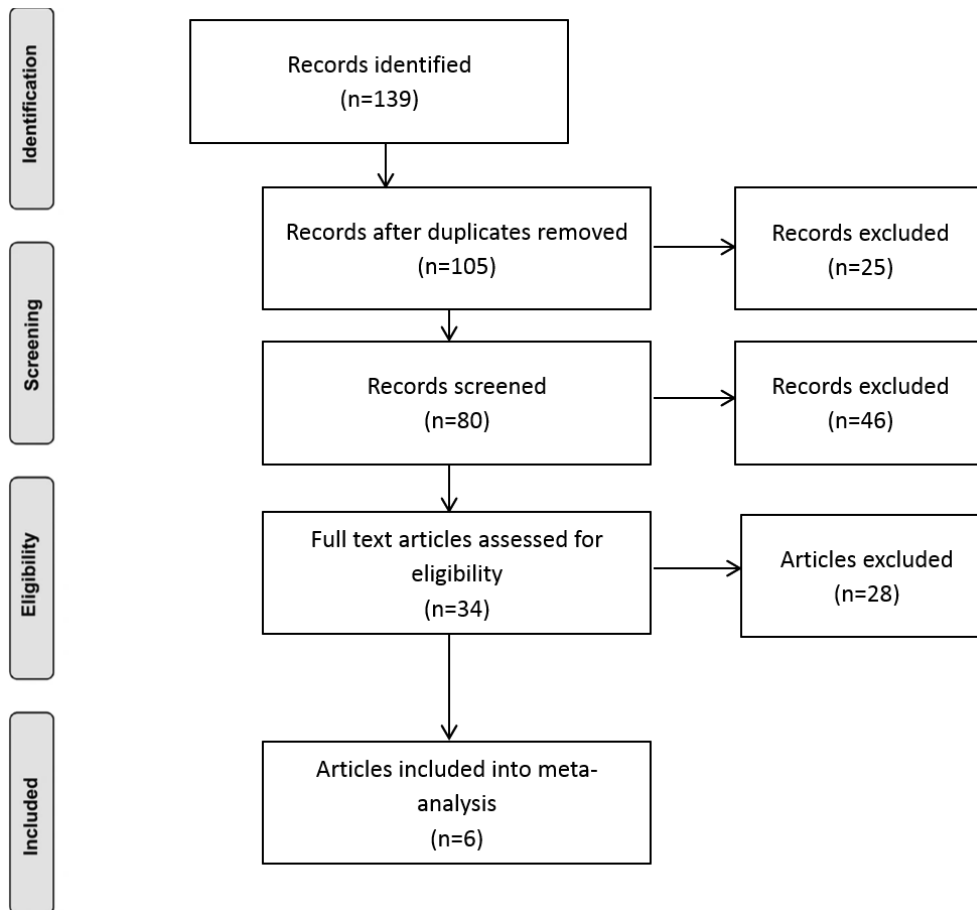 Identification
Records identified
(n=139)
Records after duplicates removed
(n=105)
Records excluded
(n=25)
Screening
Records screened
(n=80)
Records excluded
(n=46)
Eligibility
Full text articles assessed for
eligibility
(n=34)
Articles excluded
(n=28)
Included
Articles included into meta-
analysis
(n=6)